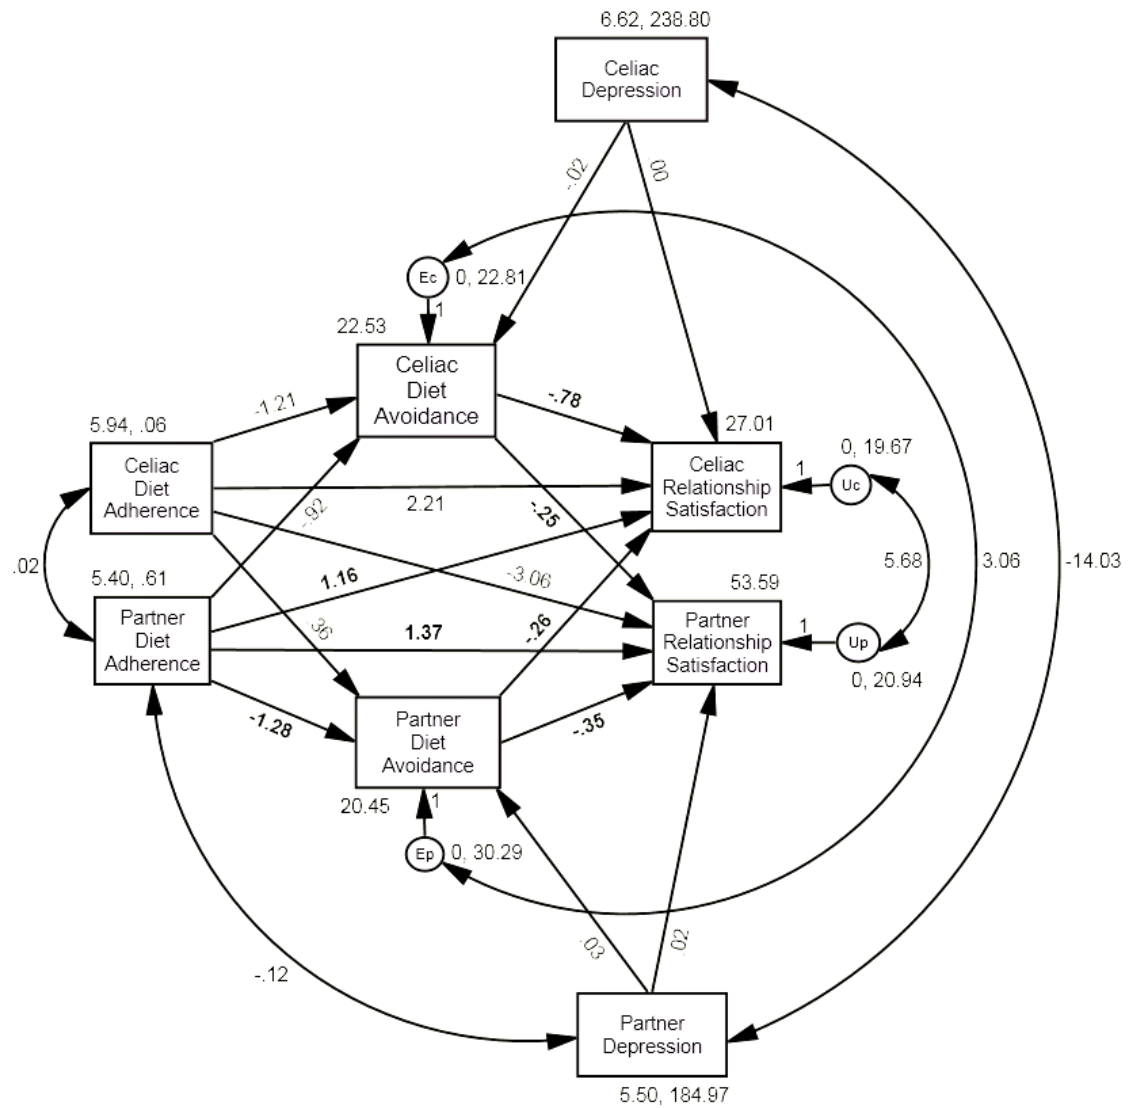 6.62, 238.80
Celiac
Depression
-.02
.00
Ec
0, 22.81
1
22.53
Celiac
Diet
Avoidance
-1.21
-.78
5.94, .06
27.01
Celiac
Diet
Adherence
Celiac
Relationship
Satisfaction
0, 19.67
1
Uc
2.21
-.92
-.25
.02
5.68
3.06
-14.03
5.40, .61
1.16
-3.06
53.59
Partner
Diet
Adherence
.36
1.37
-.26
Partner
Relationship
Satisfaction
1
Up
0, 20.94
-1.28
-.35
Partner
Diet
Avoidance
20.45
1
Ep
0, 30.29
.03
.02
-.12
Partner
Depression
5.50, 184.97